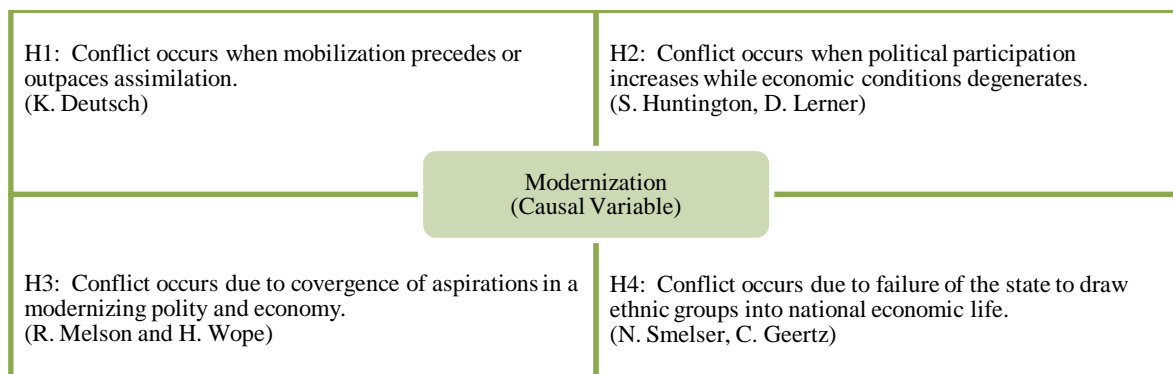 H1: Conflict occurs when mobilization precedes or
outpaces assimilation.
(K. Deutsch)
H2: Conflict occurs when political participation
increases while economic conditions degenerates.
(S. Huntington, D. Lerner)
Modernization
(Causal Variable)
H3: Conflict occurs due to covergence of aspirations in a
modernizing polity and economy.
(R. Melson and H. Wope)
H4: Conflict occurs due to failure of the state to draw
ethnic groups into national economic life.
(N. Smelser, C. Geertz)